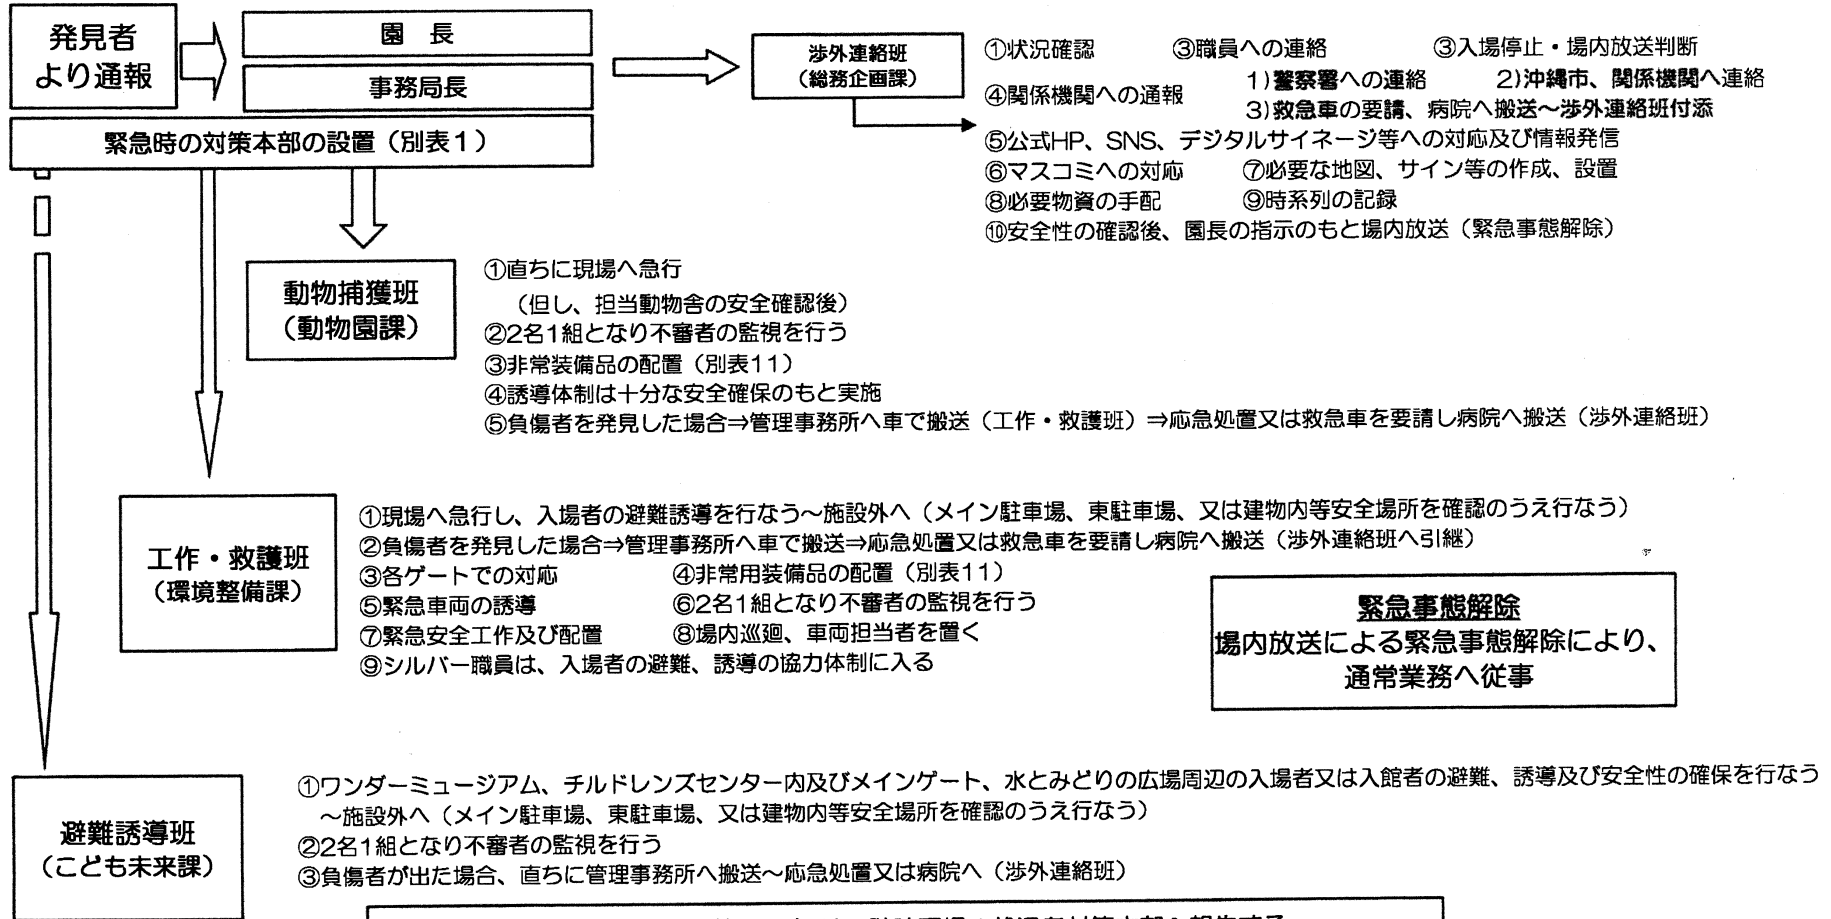 発見者
より通報
園　長
事務局長
緊急時の対策本部の設置（別表１）
渉外連絡班
（総務企画課）
①状況確認　③職員への連絡　③入場停止・場内放送判断
④関係機関への通報
1）警察署への連絡　2）沖縄市、関係機関へ連絡
3）救急車の要請、病院へ搬送～渉外連絡班付添
⑤公式HP、SNS、デジタルサイネージ等への対応及び情報発信
⑥マスコミへの対応　⑦必要な地図、サイン等の作成、設置
⑧必要物資の手配　⑨時系列の記録
⑩安全性の確認後、園長の指示のもと場内放送（緊急事態解除）
動物捕獲班
（動物園課）
①直ちに現場へ急行
（但し、担当動物舎の安全確認後）
②2名1組となり不審者の監視を行う
③非常装備品の配置（別表11）
④誘導体制は十分な安全確保のもと実施
⑤負傷者を発見した場合⇒管理事務所へ車で搬送（工作・救護班）⇒応急処置又は救急車を要請し病院へ搬送（渉外連絡班）
工作・救護班
（環境整備課）
①現場へ急行し、入場者の避難誘導を行なう～施設外へ（メイン駐車場、東駐車場、又は建物内等安全場所を確認のうえ行なう）
②負傷者を発見した場合⇒管理事務所へ車で搬送⇒応急処置又は救急車を要請し病院へ搬送（渉外連絡班へ引継）
③各ゲートでの対応　④非常用装備品の配置（別表11）
⑤緊急車両の誘導　⑥2名1組となり不審者の監視を行う
⑦緊急安全工作及び配置　⑧場内巡廻、車両担当者を置く
⑨シルバー職員は、入場者の避難、誘導の協力体制に入る
緊急事態解除
場内放送による緊急事態解除により、
通常業務へ従事
避難誘導班
（こども未来課）
①ワンダーミュージアム、チルドレンズセンター内及びメインゲート、水とみどりの広場周辺の入場者又は入館者の避難、誘導及び安全性の確保を行なう
～施設外へ（メイン駐車場、東駐車場、又は建物内等安全場所を確認のうえ行なう）
②2名1組となり不審者の監視を行う
③負傷者が出た場合、直ちに管理事務所へ搬送～応急処置又は病院へ（渉外連絡班）